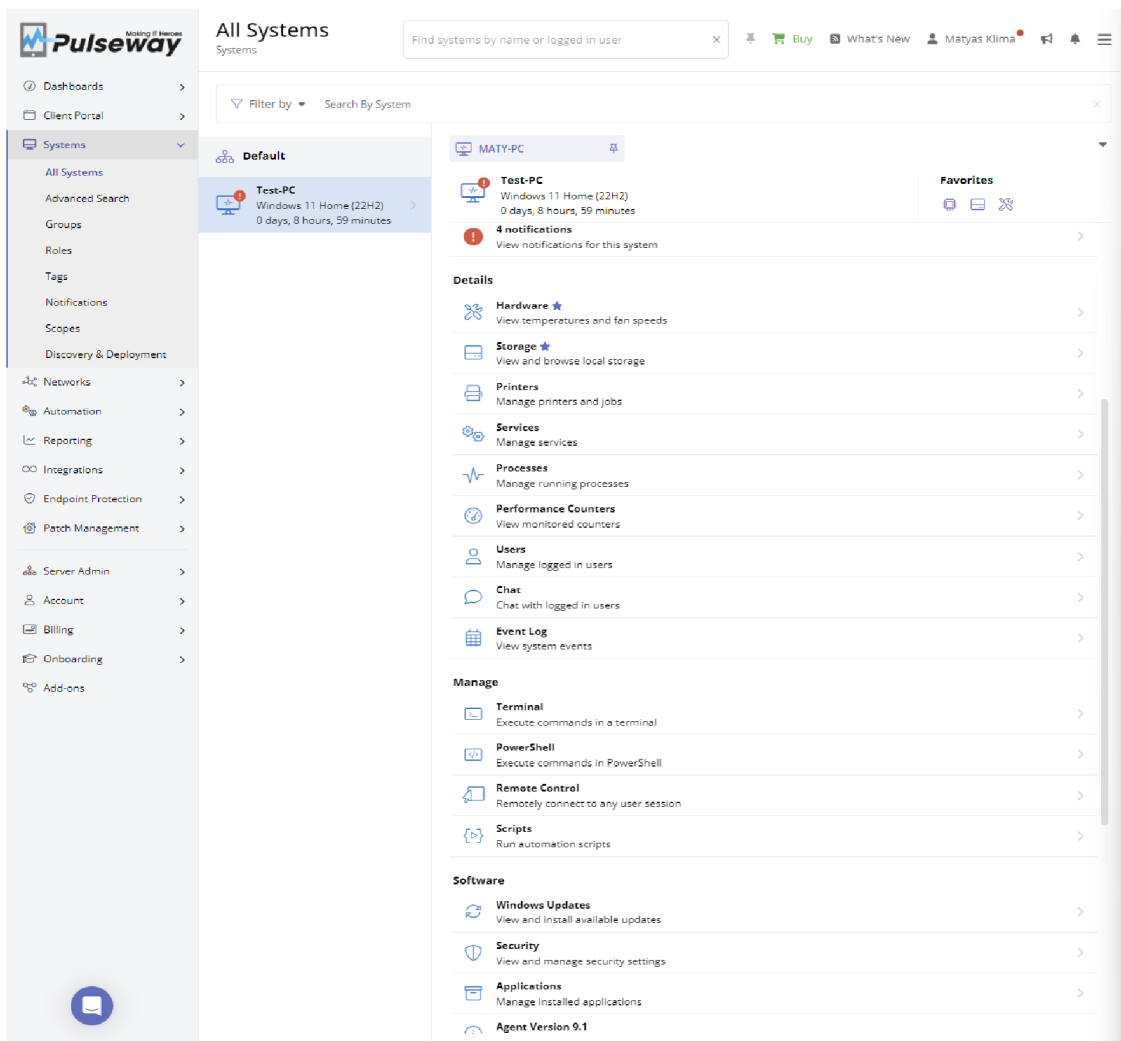 Making IT Heroes
Pulseway
All Systems
Systems
Find systems by name or logged in user
Buy
What's New
Matyas Klima
Dashboards
Client Portal
Systems
All Systems
Advanced Search
Groups
Roles
Tags
Notifications
Scopes
Discovery & Deployment
Networks
Automation
Reporting
Integrations
Endpoint Protection
Patch Management
Server Admin
Account
Billing
Onboarding
Add-ons
Filter by
Search By System
Default
Test-PC
Windows 11 Home (22H2)
0 days, 8 hours, 59 minutes
MATY-PC
Test-PC
Windows 11 Home (22H2)
0 days, 8 hours, 59 minutes
Favorites
4 notifications
View notifications for this system
Details
Hardware
View temperatures and fan speeds
Storage
View and browse local storage
Printers
Manage printers and jobs
Services
Manage services
Processes
Manage running processes
Performance Counters
View monitored counters
Users
Manage logged in users
Chat
Chat with logged in users
Event Log
View system events
Manage
Terminal
Execute commands in a terminal
PowerShell
Execute commands in PowerShell
Remote Control
Remotely connect to any user session
Scripts
Run automation scripts
Software
Windows Updates
View and install available updates
Security
View and manage security settings
Applications
Manage installed applications
Agent Version 9.1